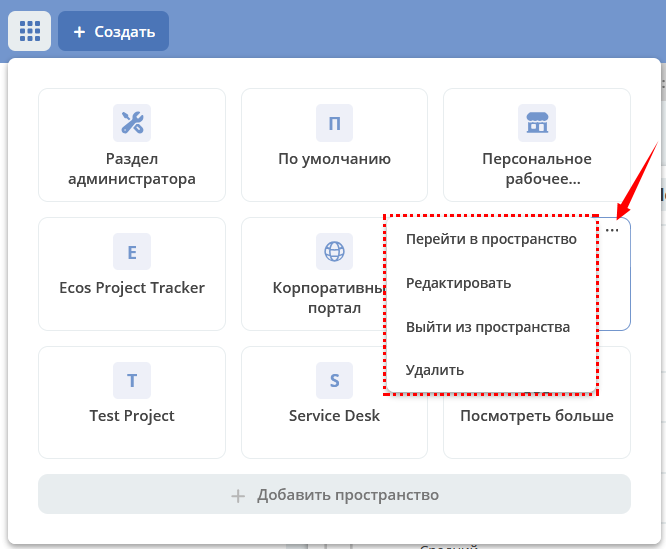 + Создать
Раздел
администратора
П
По умолчанию
Персональное
рабочее...
E
Ecos Project Tracker
Корпоративны
портал
...
Перейти в пространство
Редактировать
Выйти из пространства
Удалить
T
Test Project
S
Service Desk
Посмотреть больше
+ Добавить пространство